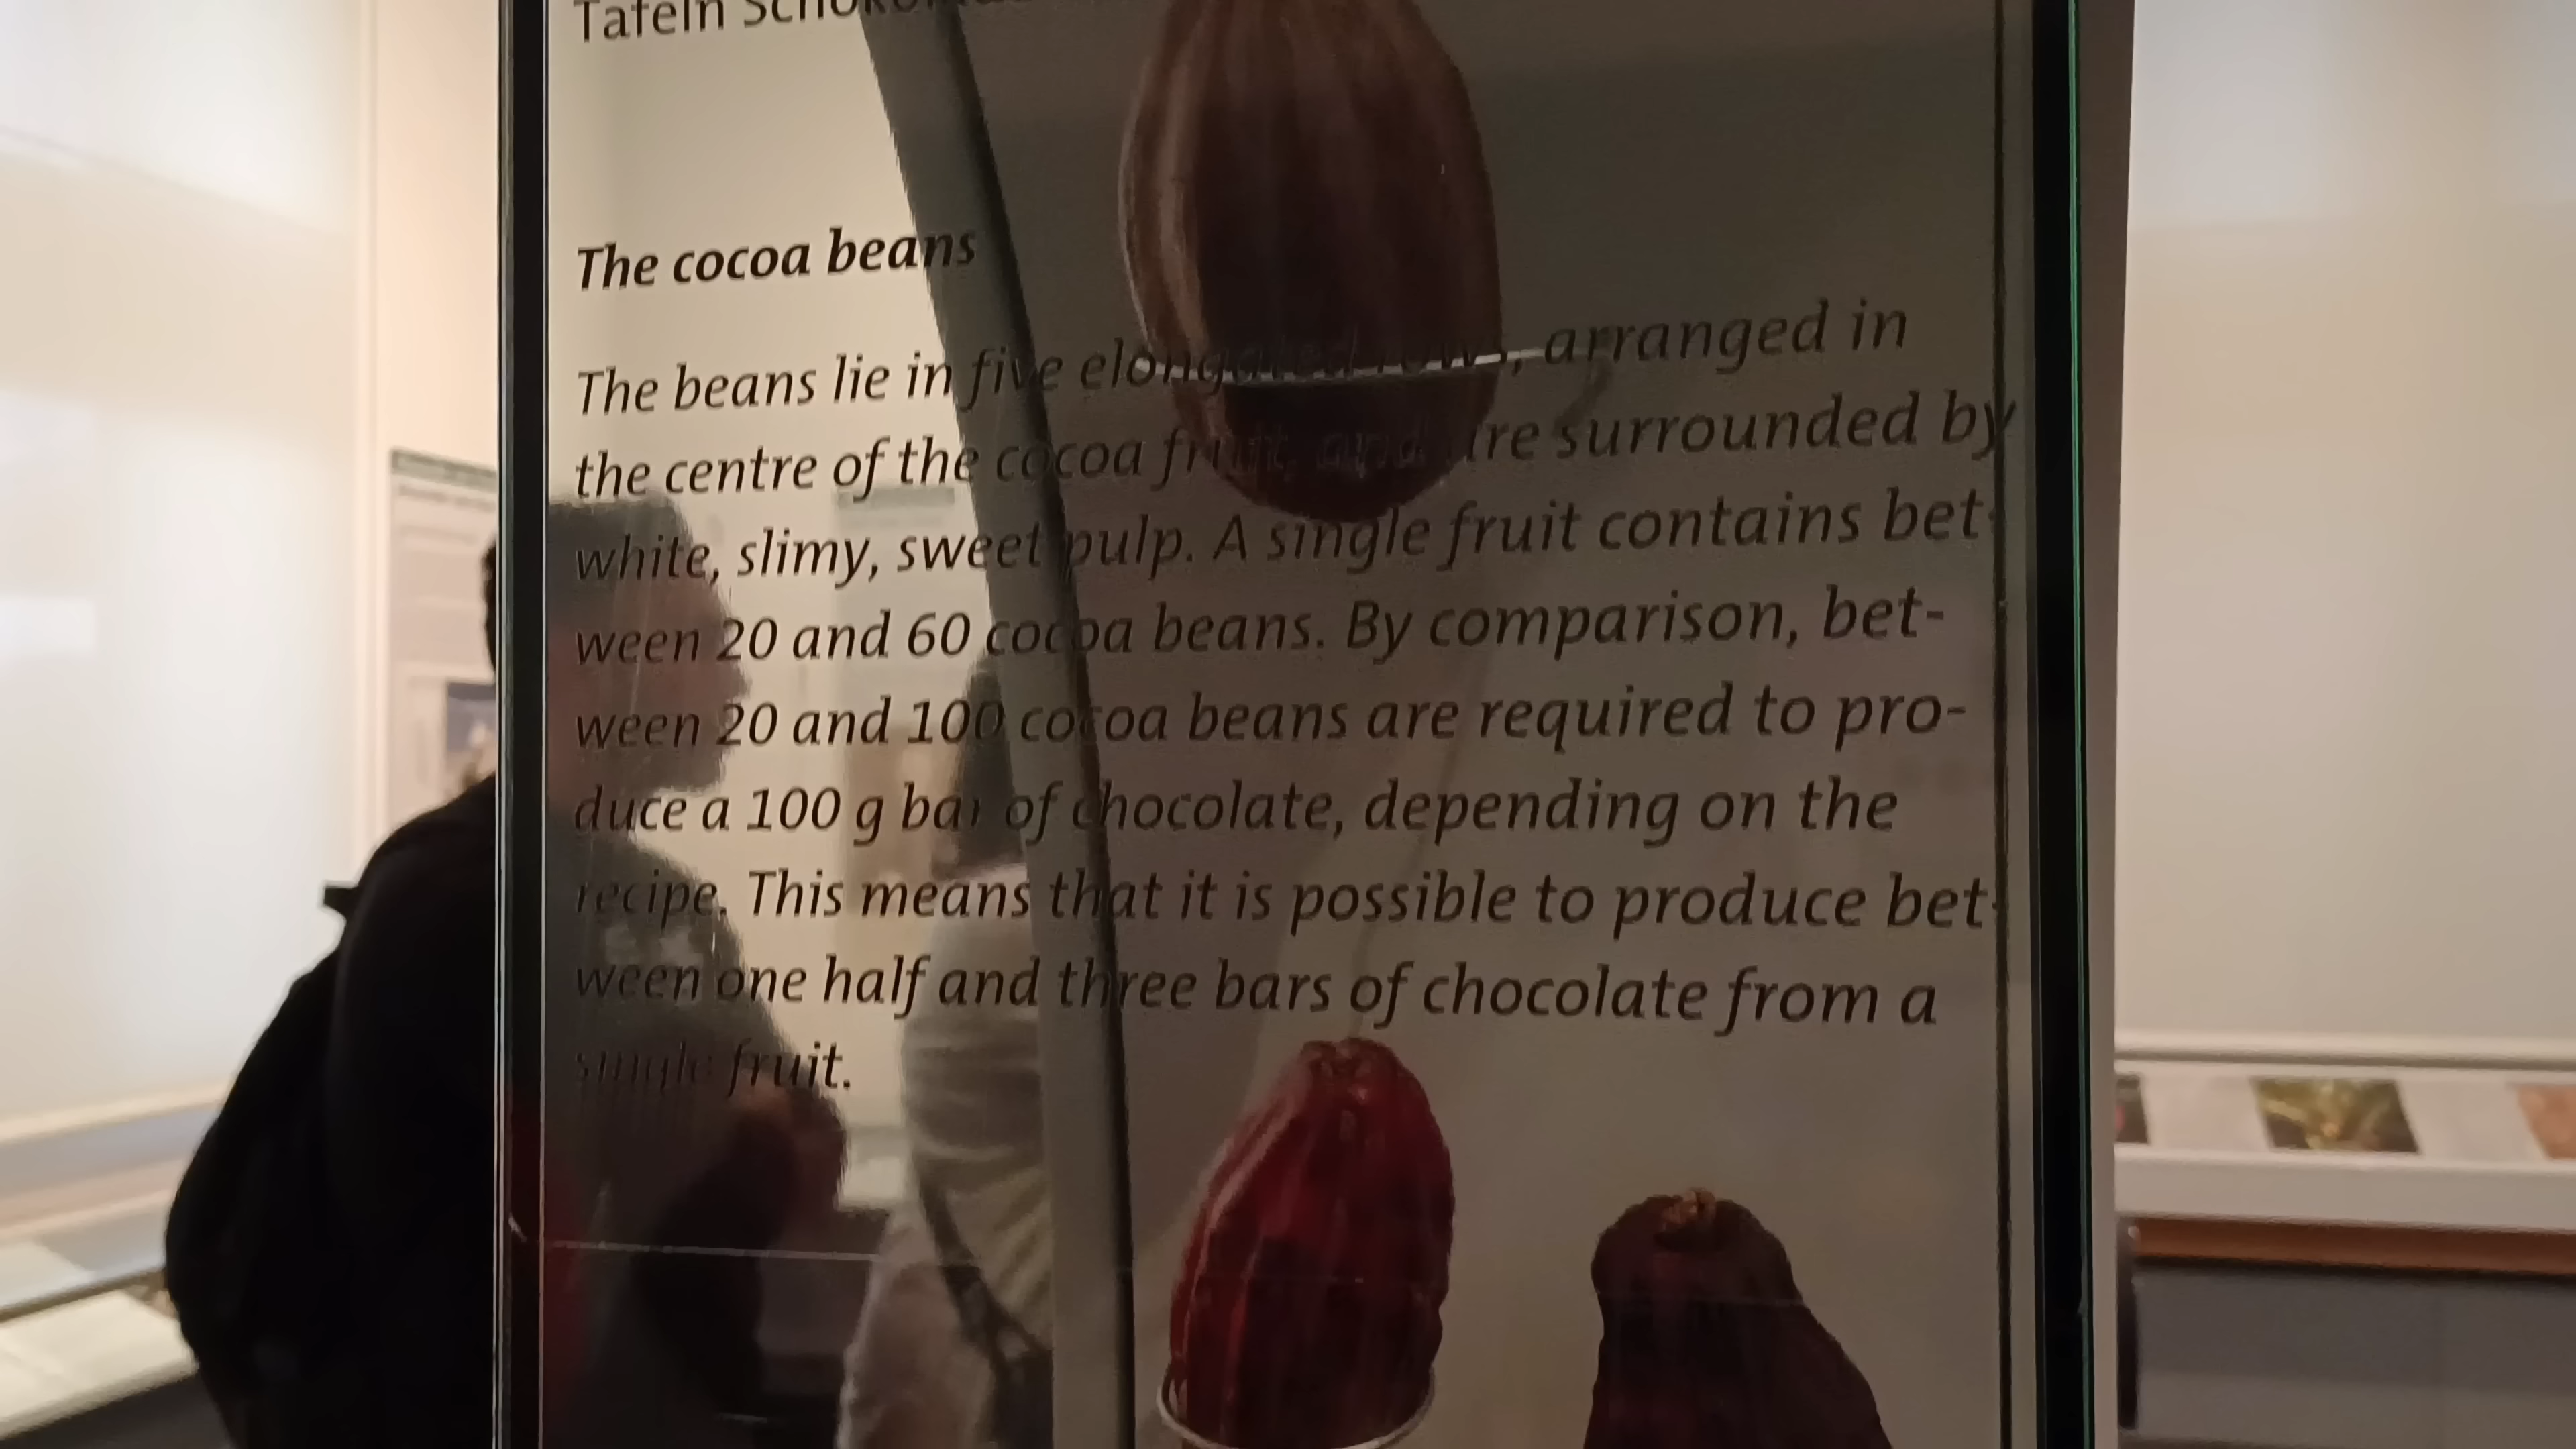 Tafeln
The cocoa beans
The beans lie in five elongated rows, arranged in
the centre of the cocoa fruit, and are surrounded by
white, slimy, sweet pulp. A single fruit contains bet-
ween 20 and 60 cocoa beans. By comparison, bet-
ween 20 and 100 cocoa beans are required to pro-
duce a 100 g bar of chocolate, depending on the
recipe. This means that it is possible to produce bet-
ween one half and three bars of chocolate from a
single fruit.